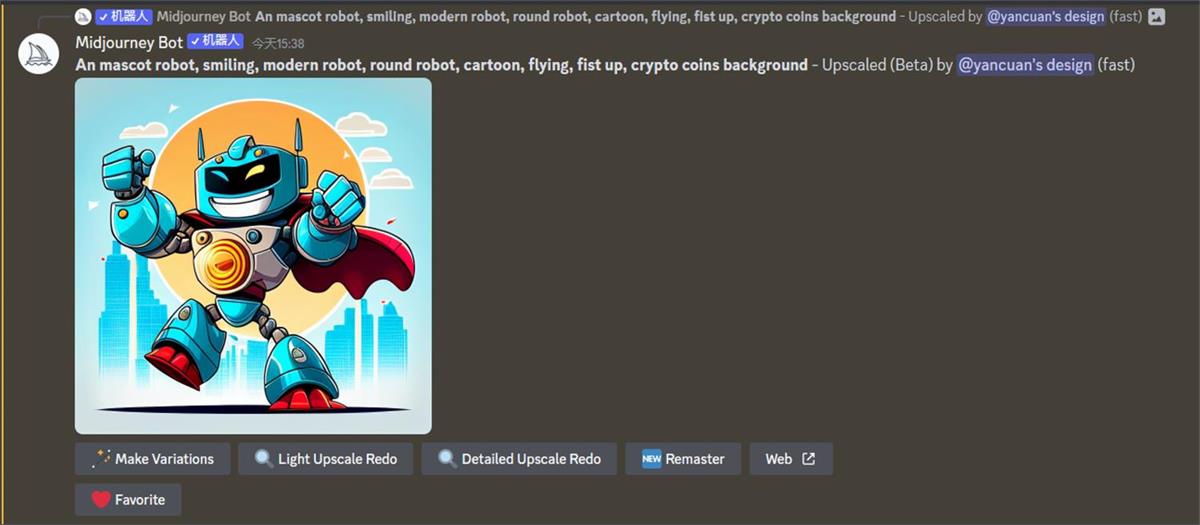 ✓机器人 Midjourney Bot An mascot robot, smiling, modern robot, round robot, cartoon, flying, fist up, crypto coins background - Upscaled by @yancuan's design (fast)
Midjourney Bot ✓机器人 今天15:38
An mascot robot, smiling, modern robot, round robot, cartoon, flying, fist up, crypto coins background - Upscaled (Beta) by @yancuan's design (fast)
Make Variations Light Upscale Redo Detailed Upscale Redo NEW Remaster Web
Favorite